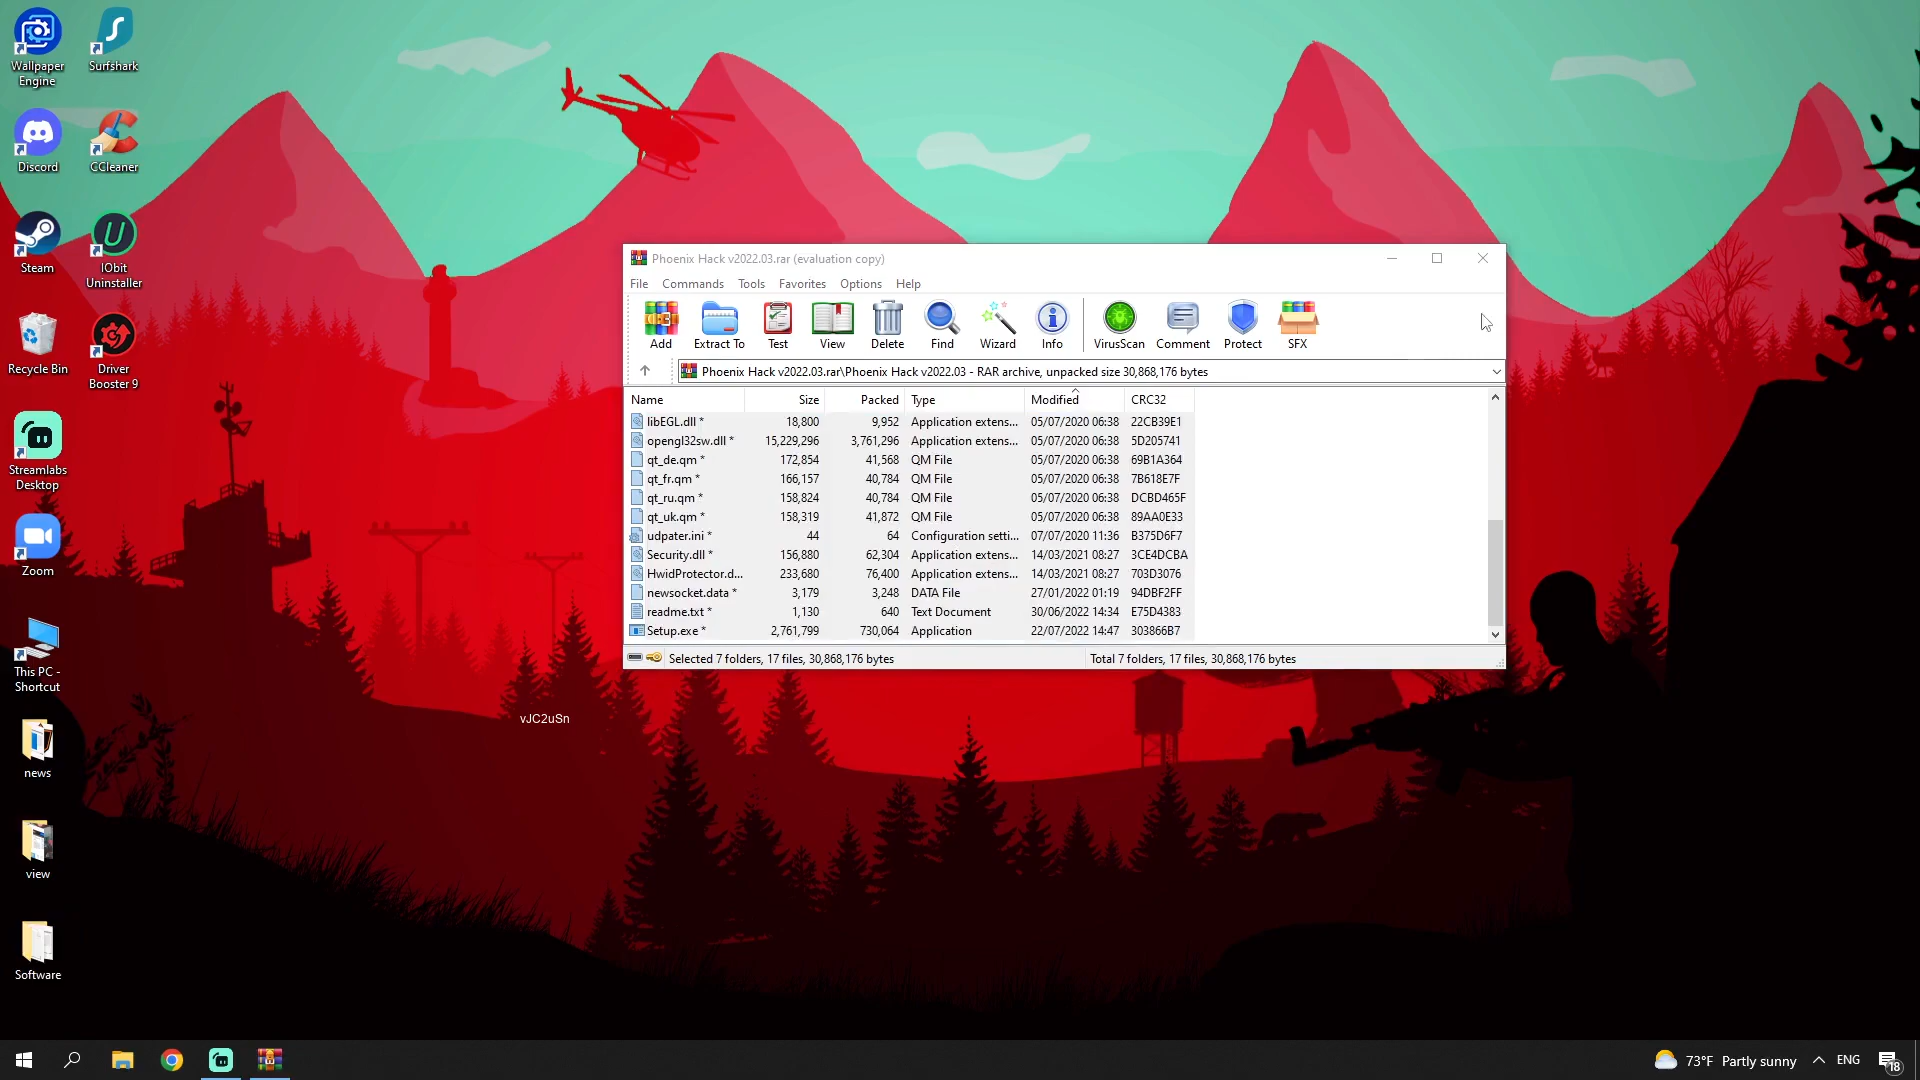 Wallpaper
Engine
Surfshark
Discord
CCleaner
Steam
IObit
Uninstaller
Recycle Bin
Driver
Booster 9
Streamlabs
Desktop
Zoom
This PC -
Shortcut
news
view
Software
Phoenix Hack v2022.03.rar (evaluation copy)
File Commands Tools Favorites Options Help
Add Extract To Test View Delete Find Wizard Info VirusScan Comment Protect SFX
Phoenix Hack v2022.03.rar\Phoenix Hack v2022.03 - RAR archive, unpacked size 30,868,176 bytes
Name Size Packed Type Modified CRC32
libEGL.dll * 18,800 9,952 Application extens... 05/07/2020 06:38 22CB39E1
opengl32sw.dll * 15,229,296 3,761,296 Application extens... 05/07/2020 06:38 5D205741
qt_de.qm * 172,854 41,568 QM File 05/07/2020 06:38 69B1A364
qt_fr.qm * 166,157 40,784 QM File 05/07/2020 06:38 7B618E7F
qt_ru.qm * 158,824 40,784 QM File 05/07/2020 06:38 DCBD465F
qt_uk.qm * 158,319 41,872 QM File 05/07/2020 06:38 89AA0E33
udpater.ini * 44 64 Configuration setti... 07/07/2020 11:36 B375D6F7
Security.dll * 156,880 62,304 Application extens... 14/03/2021 08:27 3CE4DCBA
HwidProtector.d... 233,680 76,400 Application extens... 14/03/2021 08:27 703D3076
newsocket.data * 3,179 3,248 DATA File 27/01/2022 01:19 94DBF2FF
readme.txt * 1,130 640 Text Document 30/06/2022 14:34 E75D4383
Setup.exe * 2,761,799 730,064 Application 22/07/2022 14:47 303866B7
Selected 7 folders, 17 files, 30,868,176 bytes Total 7 folders, 17 files, 30,868,176 bytes
vJC2uSn
73°F Partly sunny ENG 18